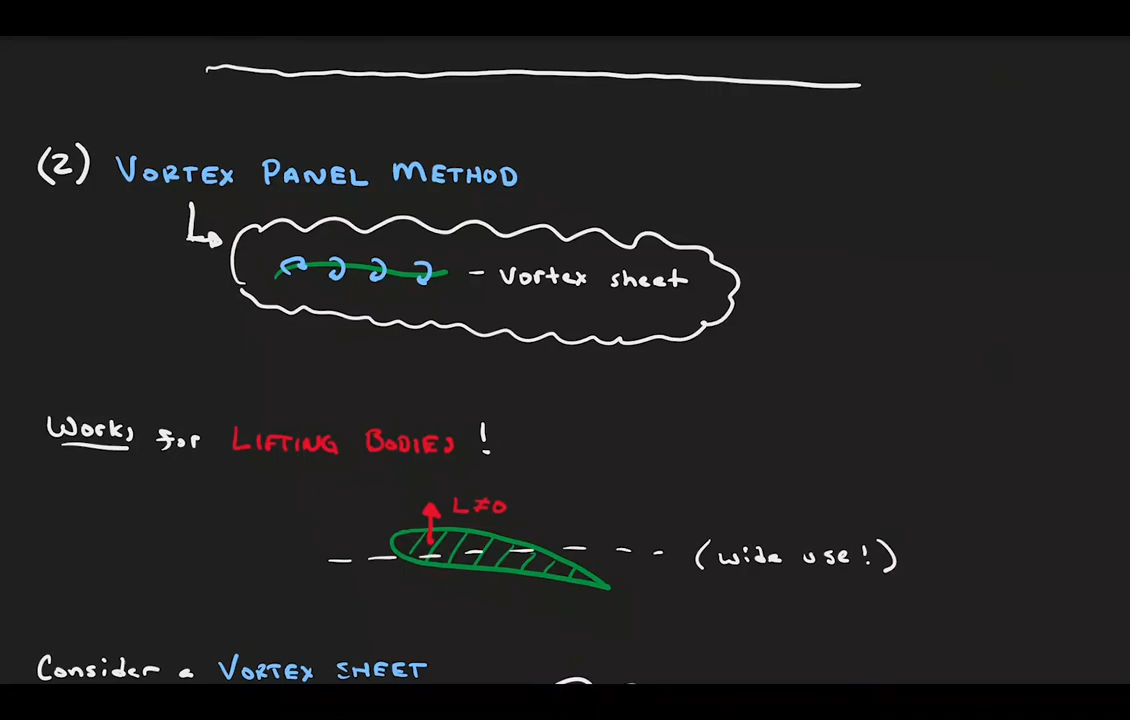 (2) VORTEX PANEL METHOD
- Vortex sheet
Works for LIFTING BODIES!
L≠0
(wide use!)
Consider a VORTEX SHEET